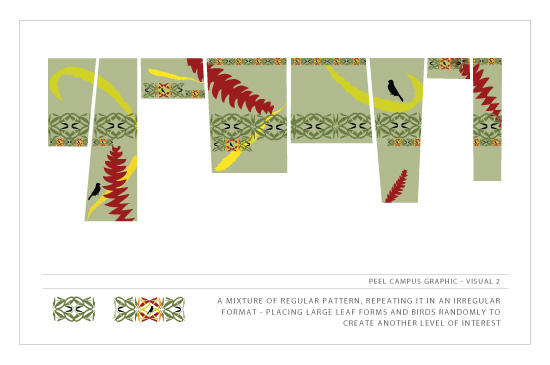 PEEL CAMPUS GRAPHIC - VISUAL 2
A MIXTURE OF REGULAR PATTERN, REPEATING IT IN AN IRREGULAR
FORMAT - PLACING LARGE LEAF FORMS AND BIRDS RANDOMLY TO
CREATE ANOTHER LEVEL OF INTEREST